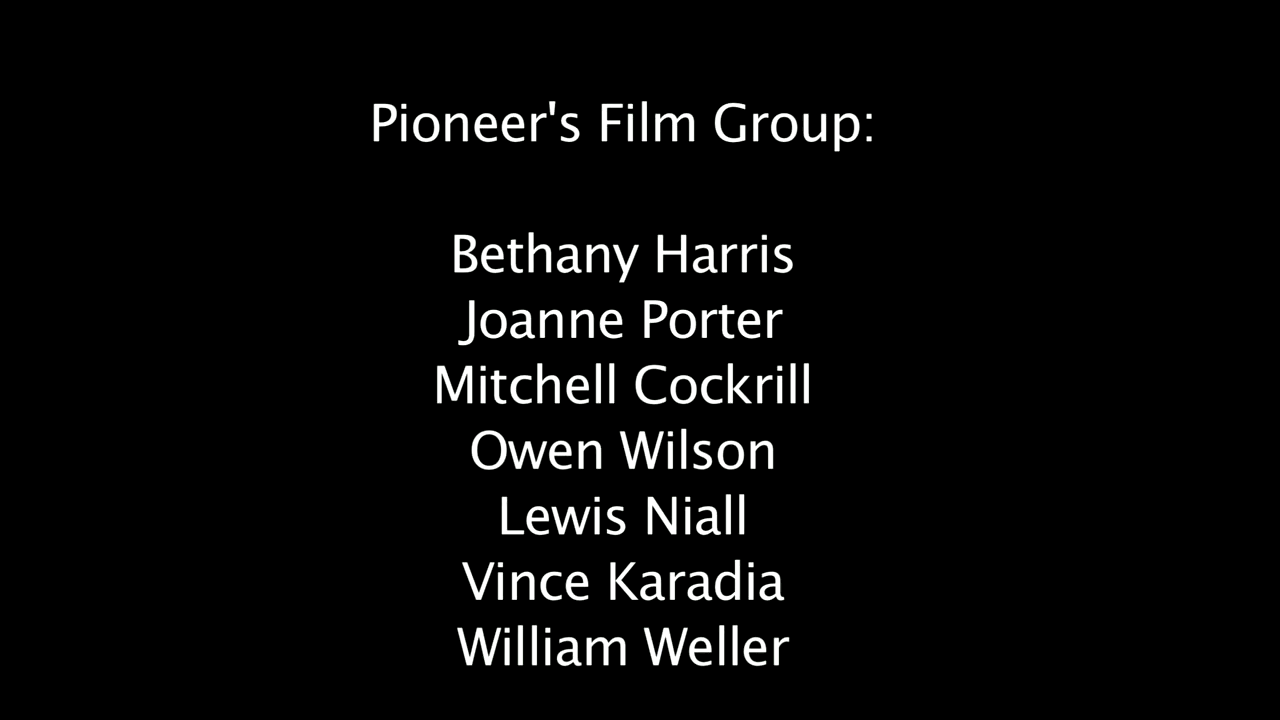 Pioneer's Film Group:
Bethany Harris
Joanne Porter
Mitchell Cockrill
Owen Wilson
Lewis Niall
Vince Karadia
William Weller